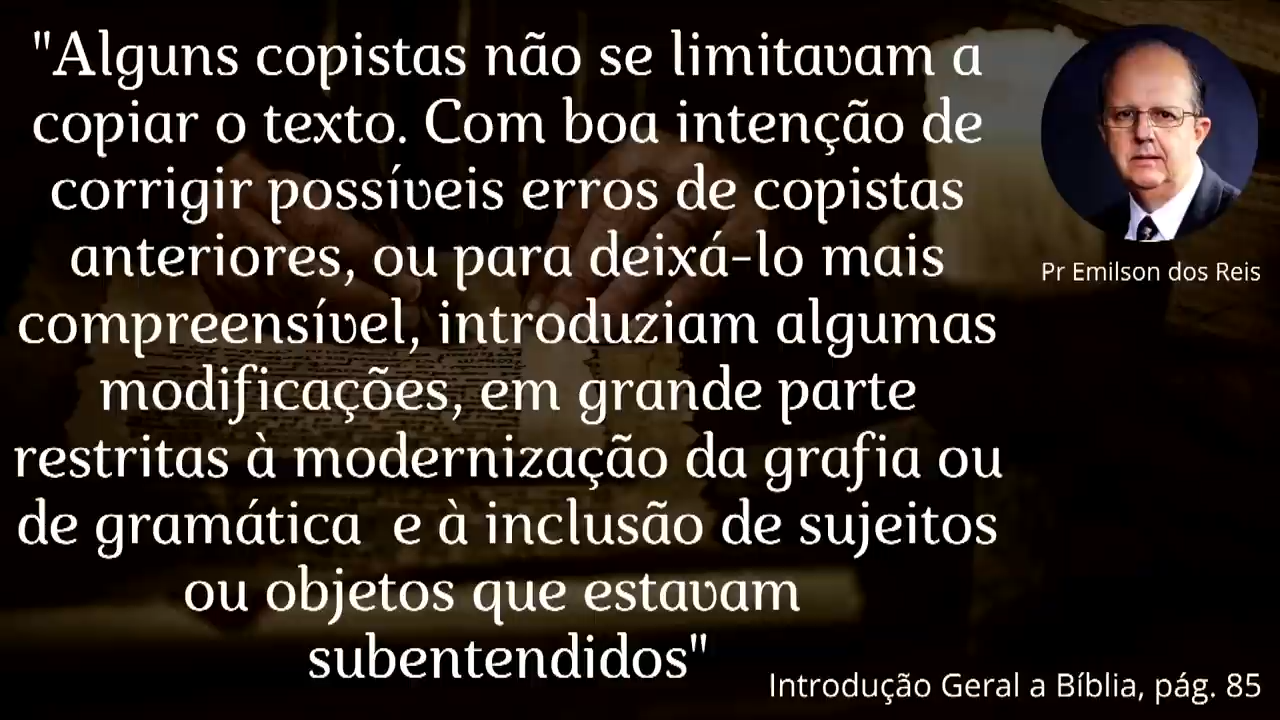 "Alguns copistas não se limitavam a
copiar o texto. Com boa intenção de
corrigir possíveis erros de copistas
anteriores, ou para deixá-lo mais
compreensível, introduziam algumas
modificações, em grande parte
restritas à modernização da grafia ou
de gramática  e à inclusão de sujeitos
ou objetos que estavam
subentendidos"
Pr Emilson dos Reis
Introdução Geral a Bíblia, pág. 85